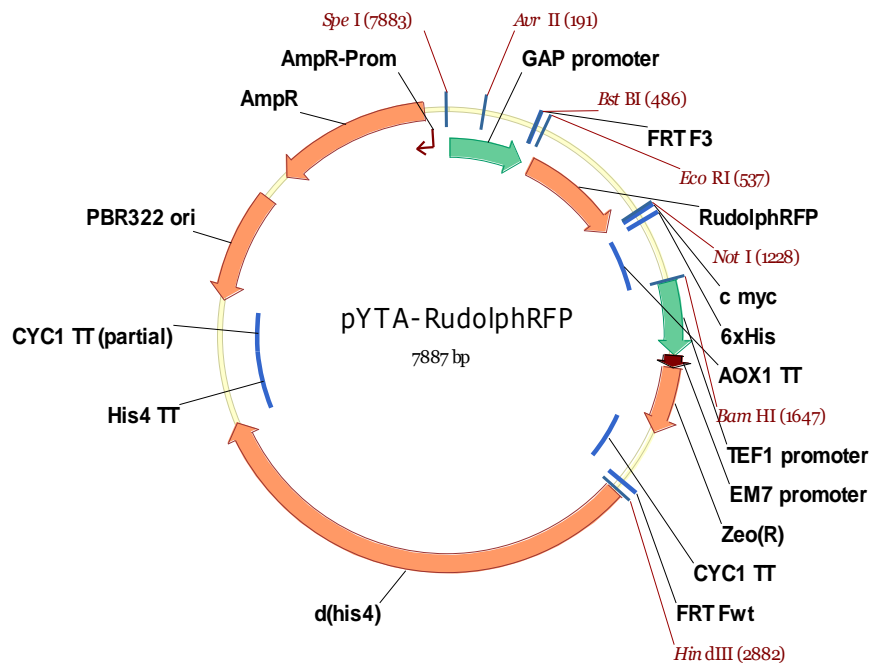 Spe I (7883)
Avr II (191)
AmpR-Prom
GAP promoter
AmpR
Bst BI (486)
FRT F3
Eco RI (537)
PBR322 ori
RudolphRFP
Not I (1228)
c myc
pYTA-RudolphRFP
7887 bp
CYC1 TT (partial)
6xHis
AOX1 TT
His4 TT
Bam HI (1647)
TEF1 promoter
EM7 promoter
Zeo(R)
CYC1 TT
d(his4)
FRT Fwt
Hin dIII (2882)